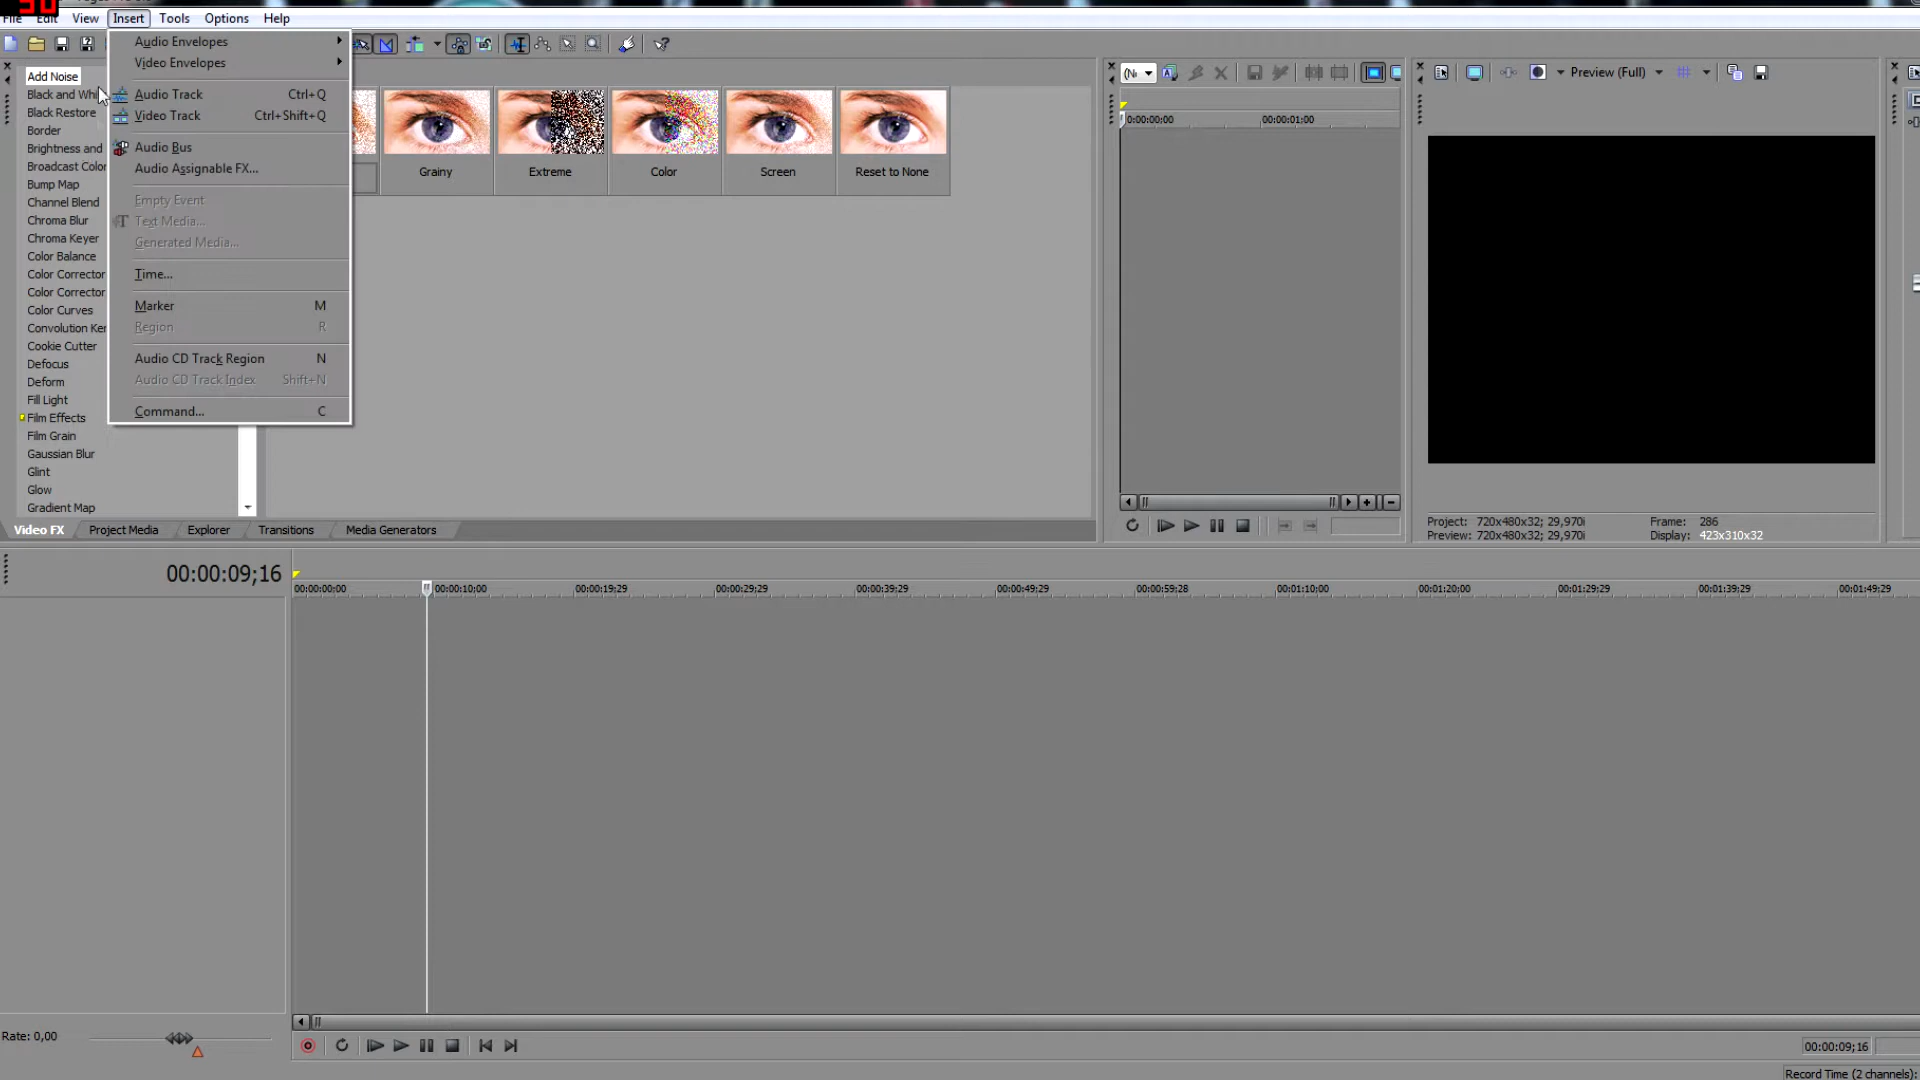 File Edit View Insert Tools Options Help
Audio Envelopes
Video Envelopes
Audio Track Ctrl+Q
Video Track Ctrl+Shift+Q
Audio Bus
Audio Assignable FX...
Empty Event
Text Media...
Generated Media...
Time...
Marker M
Region R
Audio CD Track Region N
Audio CD Track Index Shift+N
Command... C
Add Noise
Black and Whi
Black Restore
Border
Brightness and
Broadcast Color
Bump Map
Channel Blend
Chroma Blur
Chroma Keyer
Color Balance
Color Corrector
Color Corrector
Color Curves
Convolution Ker
Cookie Cutter
Defocus
Deform
Fill Light
Film Effects
Film Grain
Gaussian Blur
Glint
Glow
Gradient Map
Grainy Extreme Color Screen Reset to None
Preview (Full)
0:00:00:00 00:00:01:00
Video FX Project Media Explorer Transitions Media Generators
Project: 720x480x32; 29,970i Frame: 286
Preview: 720x480x32; 29,970i Display: 423x310x32
00:00:09;16
00:00:00;00 00:00:10;00 00:00:19;29 00:00:29;29 00:00:39;29 00:00:49;29 00:00:59;28 00:01:10;00 00:01:20;00 00:01:29;29 00:01:39;29 00:01:49;29
Rate: 0,00
00:00:09;16
Record Time (2 channels):